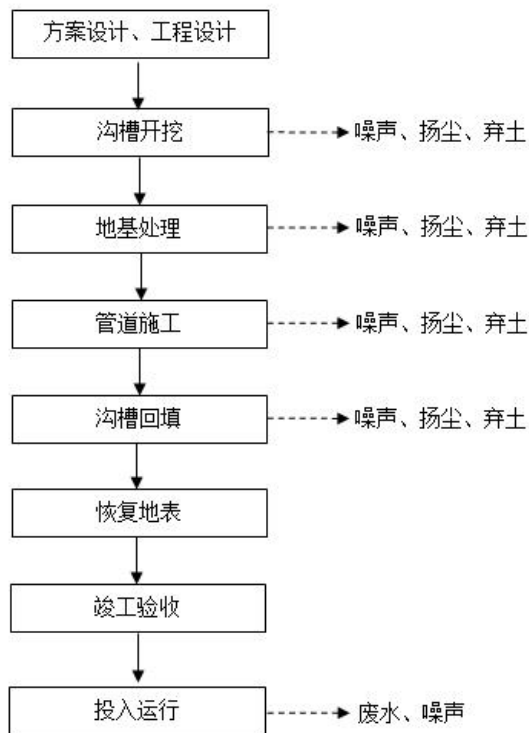 方案设计、工程设计
沟槽开挖
噪声、扬尘、弃土
地基处理
噪声、扬尘、弃土
管道施工
噪声、扬尘、弃土
沟槽回填
噪声、扬尘、弃土
恢复地表
竣工验收
投入运行
废水、噪声